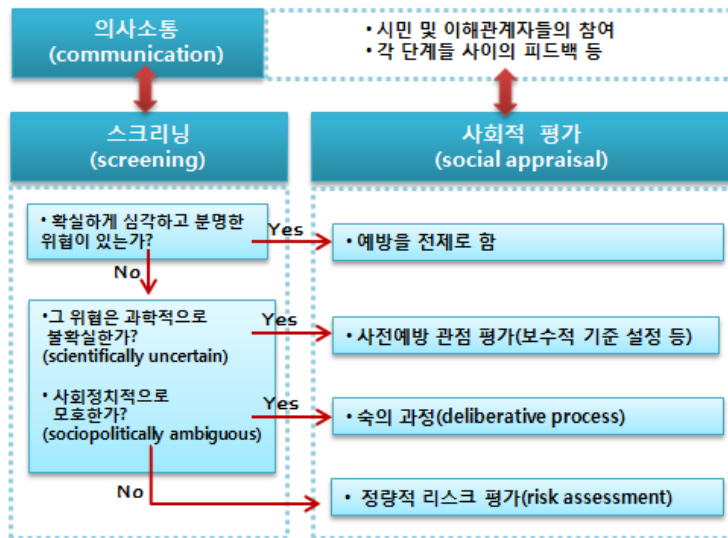 의사소통
(communication)
• 시민 및 이해관계자들의 참여
• 각 단계들 사이의 피드백 등
스크리닝
(screening)
사회적 평가
(social appraisal)
• 확실하게 심각하고 분명한
위협이 있는가?
Yes
• 예방을 전제로 함
No
•그 위협은 과학적으로
불확실한가?
(scientifically uncertain)
Yes
• 사전예방 관점 평가(보수적 기준 설정 등)
• 사회정치적으로
모호한가?
(sociopolitically ambiguous)
Yes
• 숙의 과정(deliberative process)
No
• 정량적 리스크 평가(risk assessment)